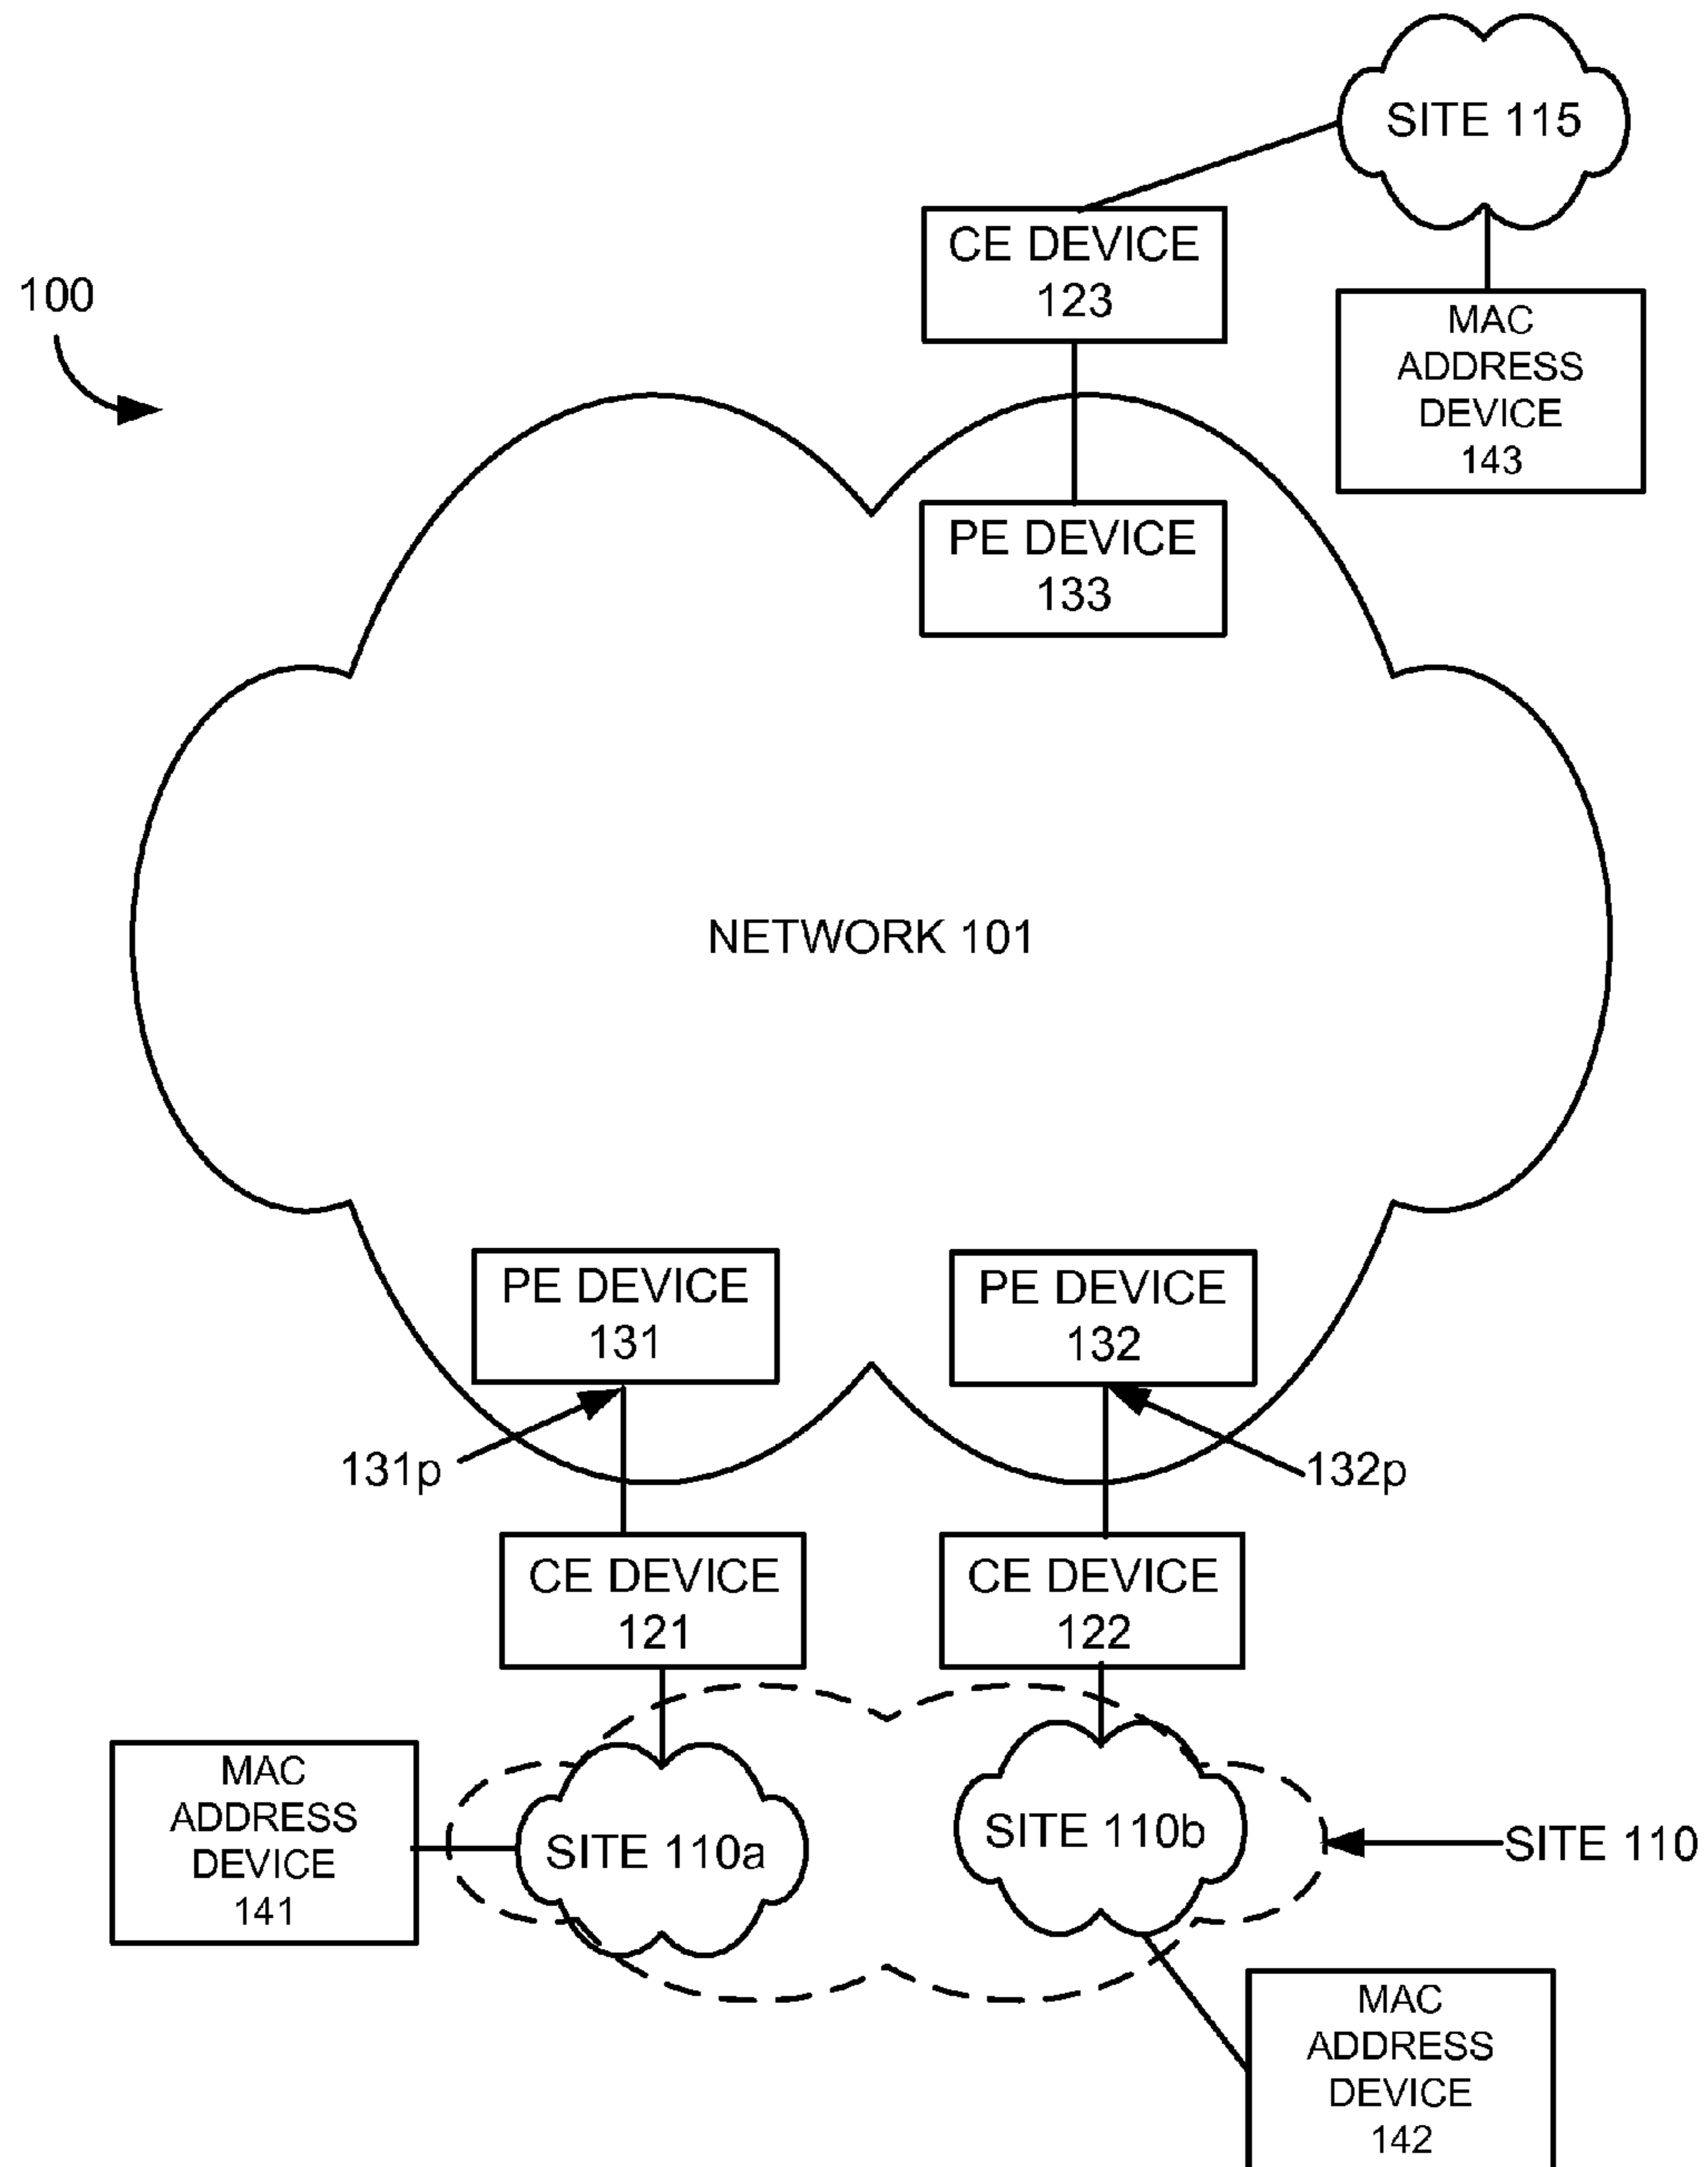 SITE 115
CE DEVICE
123
100
MAC
ADDRESS
DEVICE
143
PE DEVICE
133
NETWORK 101
PE DEVICE
131
PE DEVICE
132
131p
132p
CE DEVICE
121
CE DEVICE
122
MAC
ADDRESS
DEVICE
141
SITE 110a
SITE 110b
SITE 110
MAC
ADDRESS
DEVICE
142